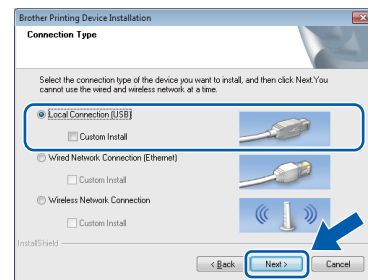 Brother Printing Device Installation
Connection Type
Select the connection type of the device you want to install, and then click Next.You
cannot use the wired and wireless network at a time.
Local Connection (USB)
Custom Install
Wired Network Connection (Ethernet)
Custom Install
Wireless Network Connection
Custom Install
InstallShield
< Back
Next >
Cancel